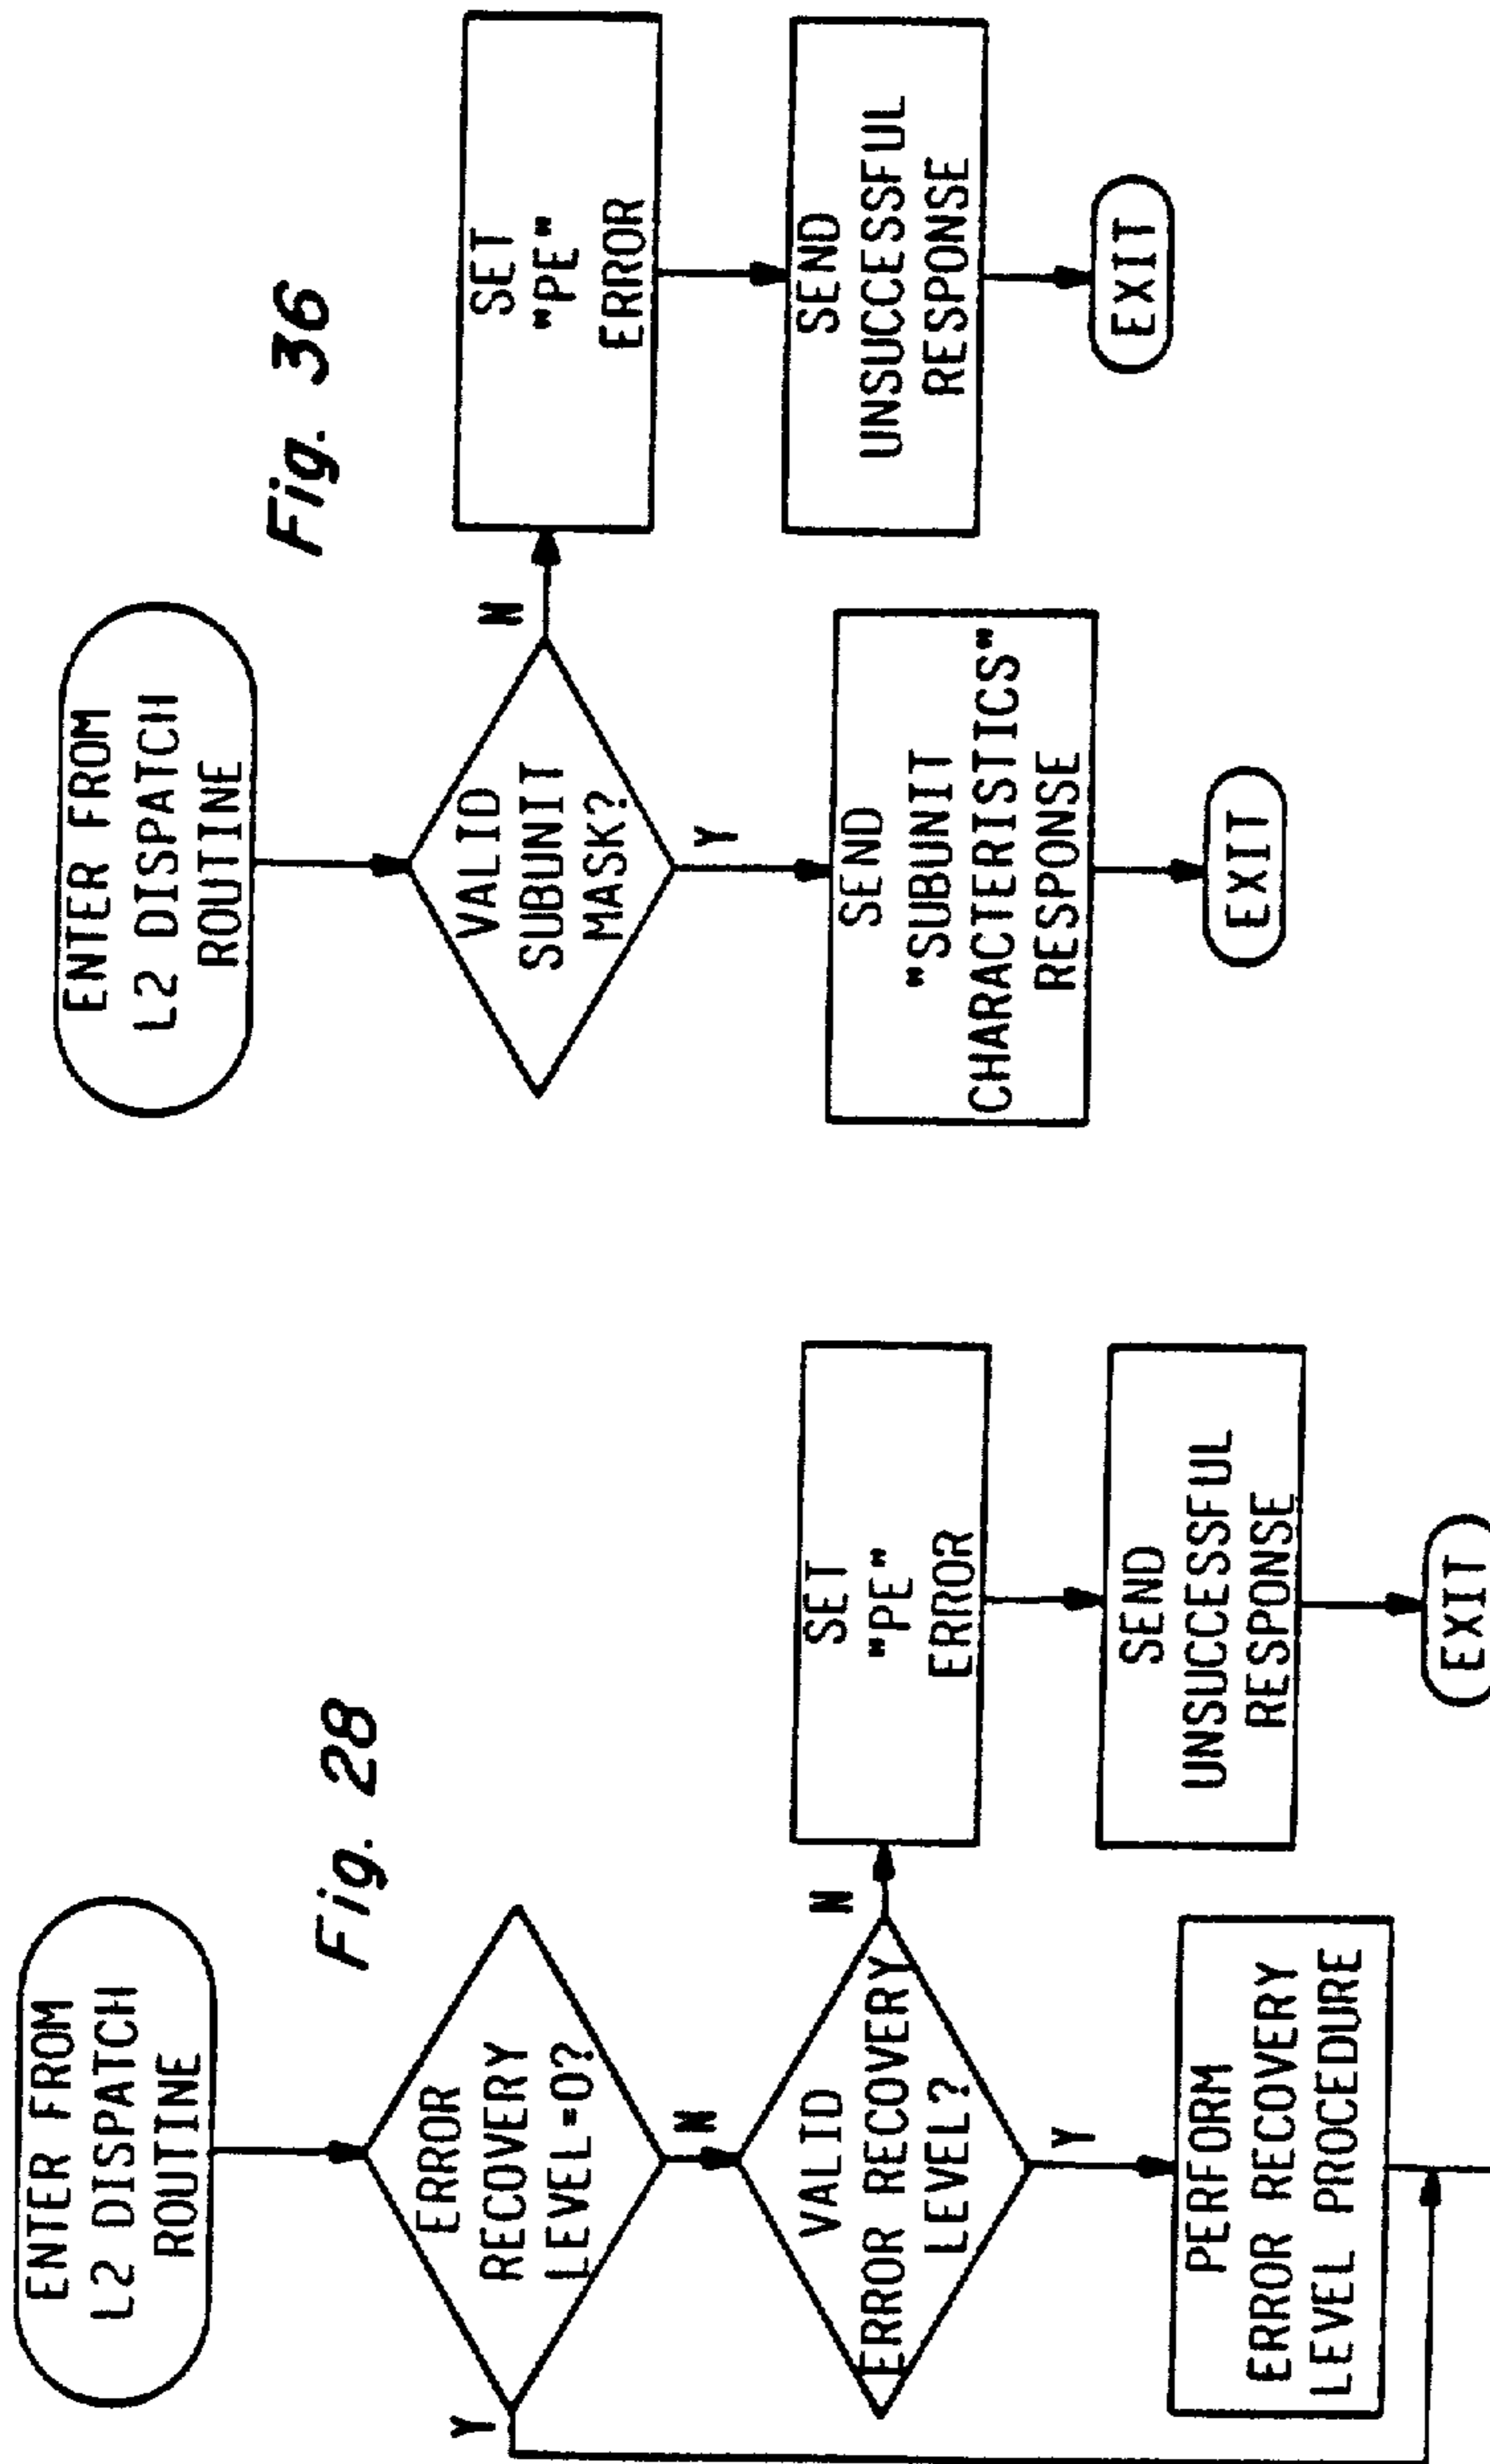 Fig. 28
ENTER FROM
L2 DISPATCH
ROUTINE
ERROR
RECOVERY
LEVEL=0?
Y
N
VALID
ERROR RECOVERY
LEVEL?
N
Y
SET
"PE"
ERROR
SEND
UNSUCCESSFUL
RESPONSE
EXIT
PERFORM
ERROR RECOVERY
LEVEL PROCEDURE
Fig. 36
ENTER FROM
L2 DISPATCH
ROUTINE
VALID
SUBUNIT
MASK?
N
Y
SET
"PE"
ERROR
SEND
UNSUCCESSFUL
RESPONSE
EXIT
SEND
"SUBUNIT
CHARACTERISTICS"
RESPONSE
EXIT